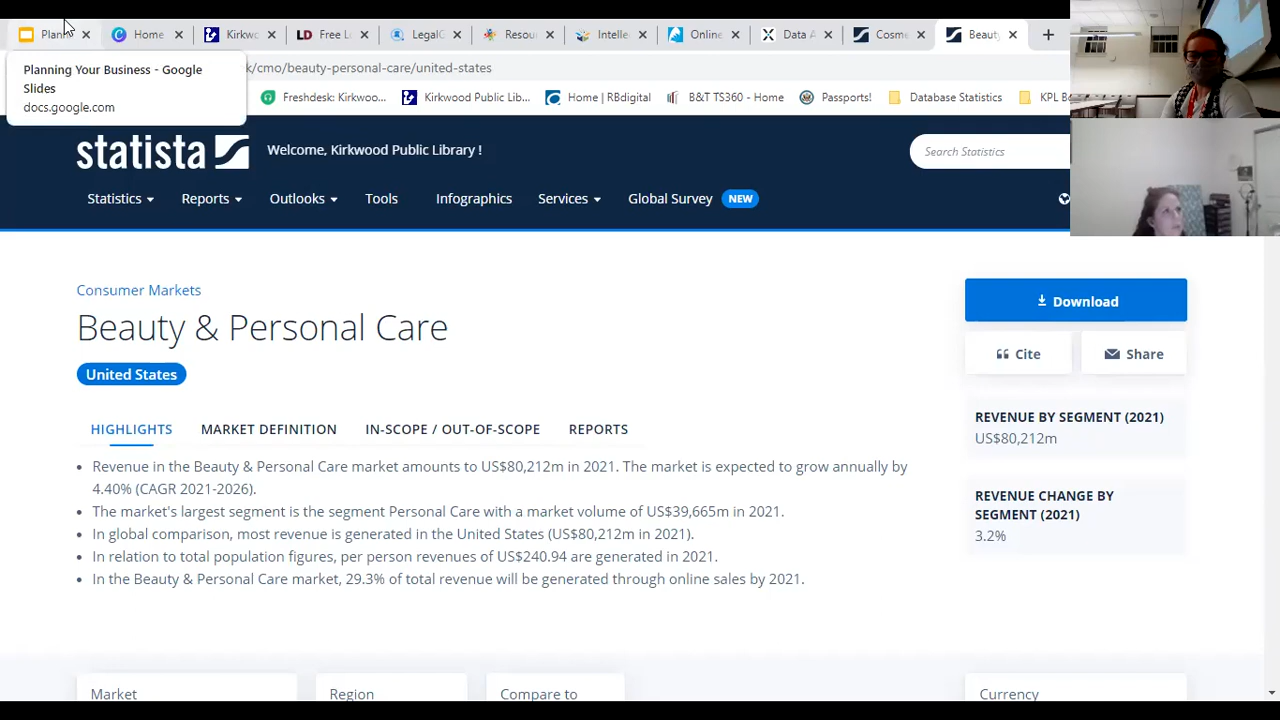 Plann
Home
Kirkwo
Free Lo
LegalC
Resou
Intelle
Online
Data A
Cosme
Beauty
Planning Your Business - Google
Slides
docs.google.com
k/cmo/beauty-personal-care/united-states
Freshdesk: Kirkwoo...
Kirkwood Public Lib...
Home | RBdigital
B&T TS360 - Home
Passports!
Database Statistics
KPL B
statista
Welcome, Kirkwood Public Library !
Search Statistics
Statistics
Reports
Outlooks
Tools
Infographics
Services
Global Survey
NEW
Consumer Markets
Beauty & Personal Care
United States
Download
Cite
Share
HIGHLIGHTS
MARKET DEFINITION
IN-SCOPE / OUT-OF-SCOPE
REPORTS
REVENUE BY SEGMENT (2021)
US$80,212m
REVENUE CHANGE BY
SEGMENT (2021)
3.2%
• Revenue in the Beauty & Personal Care market amounts to US$80,212m in 2021. The market is expected to grow annually by
4.40% (CAGR 2021-2026).
• The market's largest segment is the segment Personal Care with a market volume of US$39,665m in 2021.
• In global comparison, most revenue is generated in the United States (US$80,212m in 2021).
• In relation to total population figures, per person revenues of US$240.94 are generated in 2021.
• In the Beauty & Personal Care market, 29.3% of total revenue will be generated through online sales by 2021.
Market
Region
Compare to
Currency